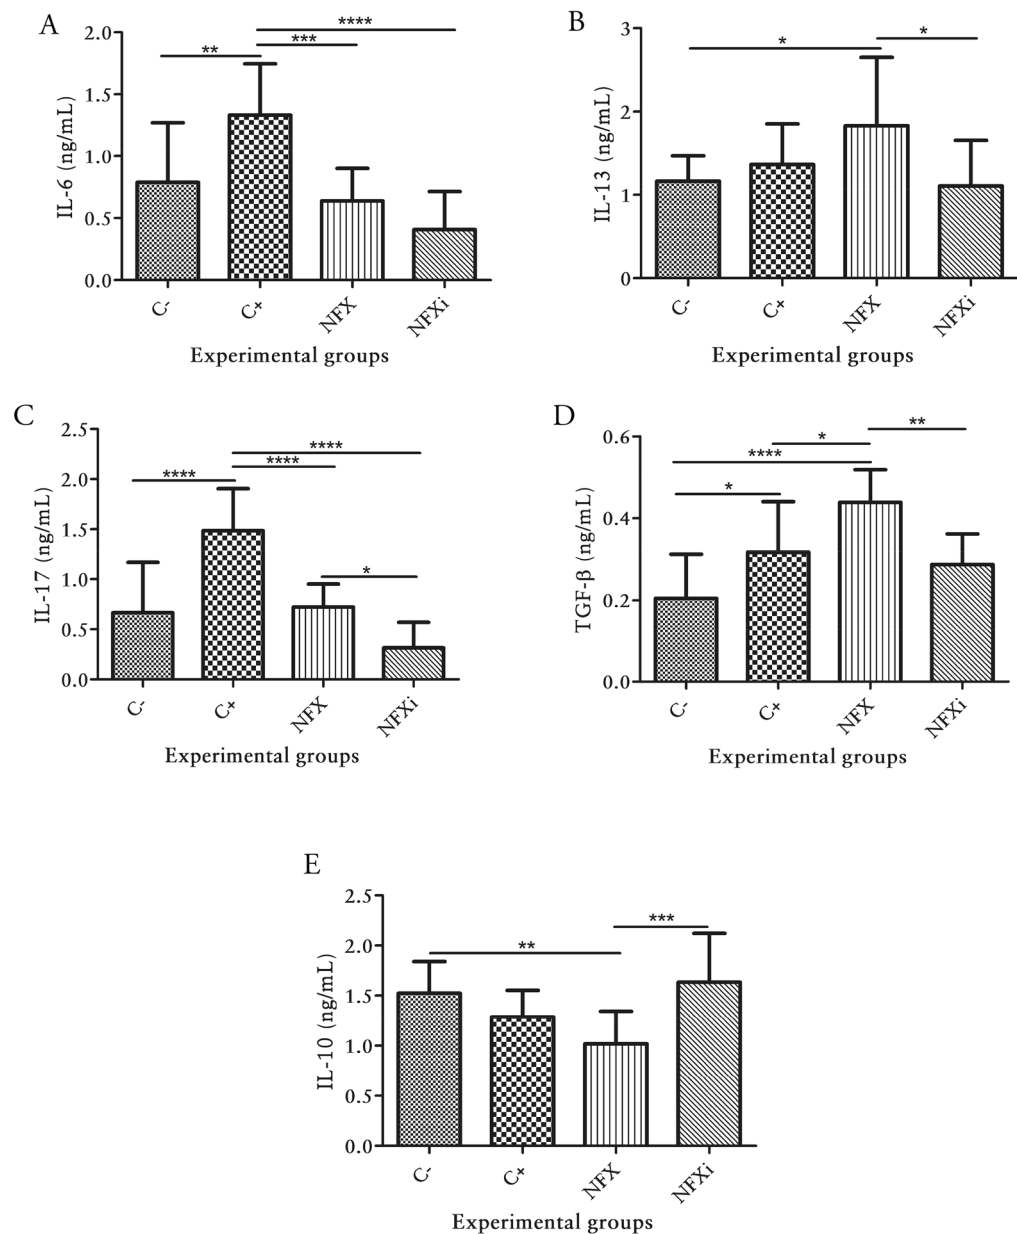 A
IL-6 (ng/mL)
2.0
1.5
1.0
0.5
0.0
**
***
****
C-
C+
NFX
NFXi
Experimental groups
B
IL-13 (ng/mL)
3
2
1
0
*
*
C-
C+
NFX
NFXi
Experimental groups
C
IL-17 (ng/mL)
2.5
2.0
1.5
1.0
0.5
0.0
****
****
****
*
C-
C+
NFX
NFXi
Experimental groups
D
TGF-β (ng/mL)
0.6
0.4
0.2
0.0
**
*
****
*
C-
C+
NFX
NFXi
Experimental groups
E
IL-10 (ng/mL)
2.5
2.0
1.5
1.0
0.5
0.0
***
**
C-
C+
NFX
NFXi
Experimental groups